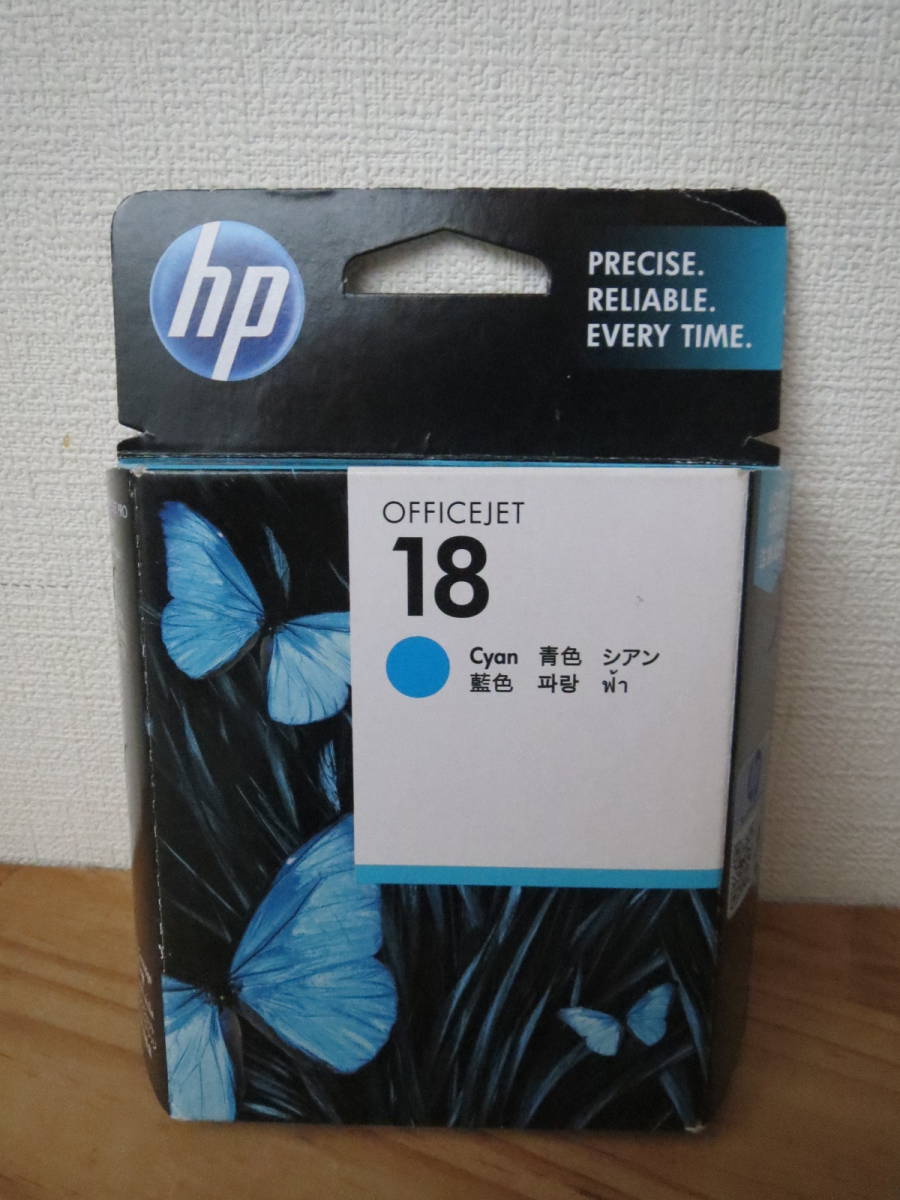 hp
PRECISE.
RELIABLE.
EVERY TIME.
OFFICEJET
18
Cyan 青色 シアン
藍色 파랑 ฟ้า
PRO